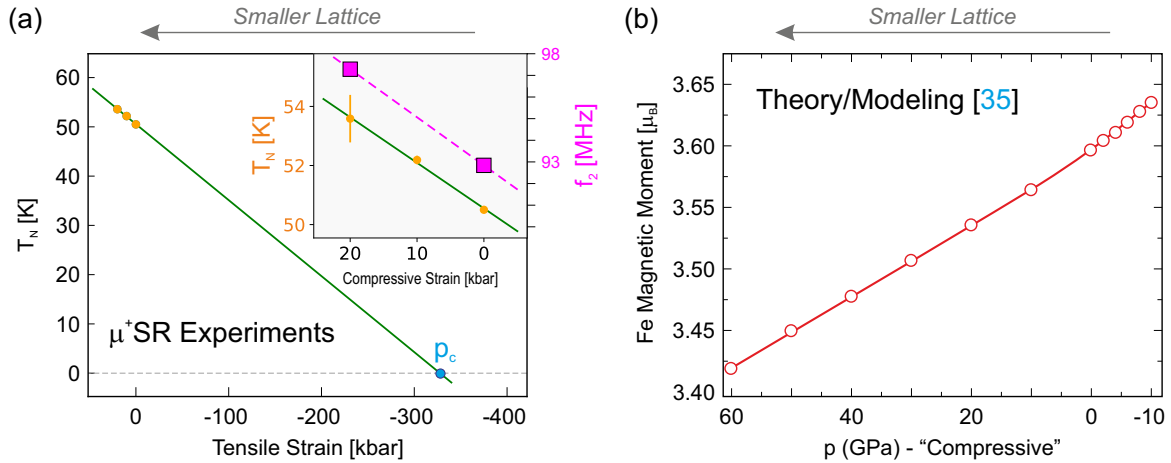 (a)
Smaller Lattice
60
50
40
30
20
10
0
T_N [K]
0
-100
-200
-300
-400
Tensile Strain [kbar]
μ⁺SR Experiments
p_c
54
52
50
T_N [K]
98
93
f_2 [MHz]
20
10
0
Compressive Strain [kbar]
(b)
Smaller Lattice
Theory/Modeling [35]
3.65
3.60
3.55
3.50
3.45
3.40
Fe Magnetic Moment [μ_B]
60
40
20
0
-10
p (GPa) - “Compressive”